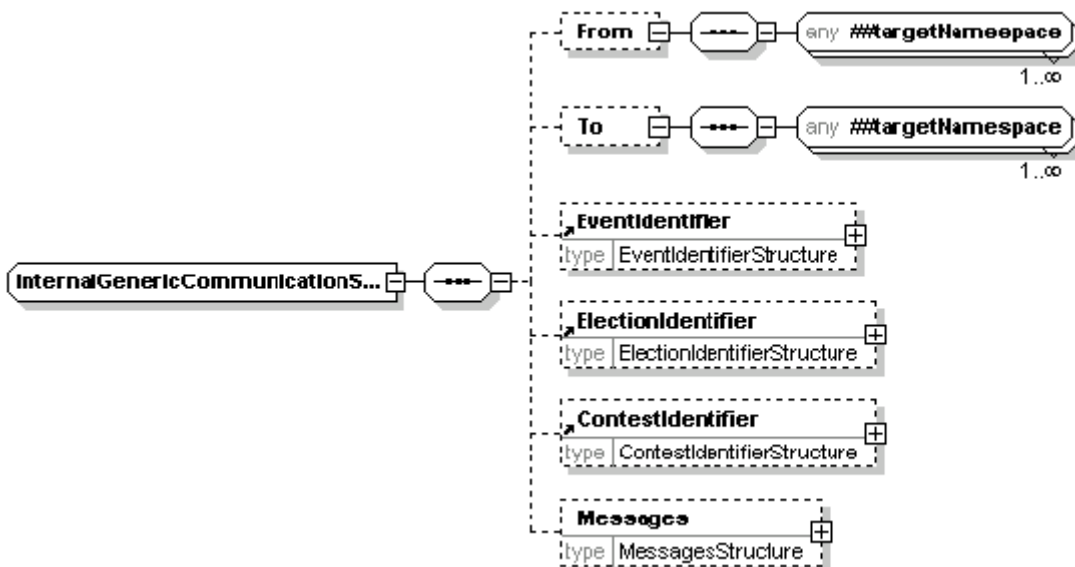 From
any ##targetNamespace
1..∞
To
any ##targetNamespace
1..∞
EventIdentifier
type EventIdentifierStructure
InternalGenericCommunicationS...
ElectionIdentifier
type ElectionIdentifierStructure
ContestIdentifier
type ContestIdentifierStructure
Messages
type MessagesStructure